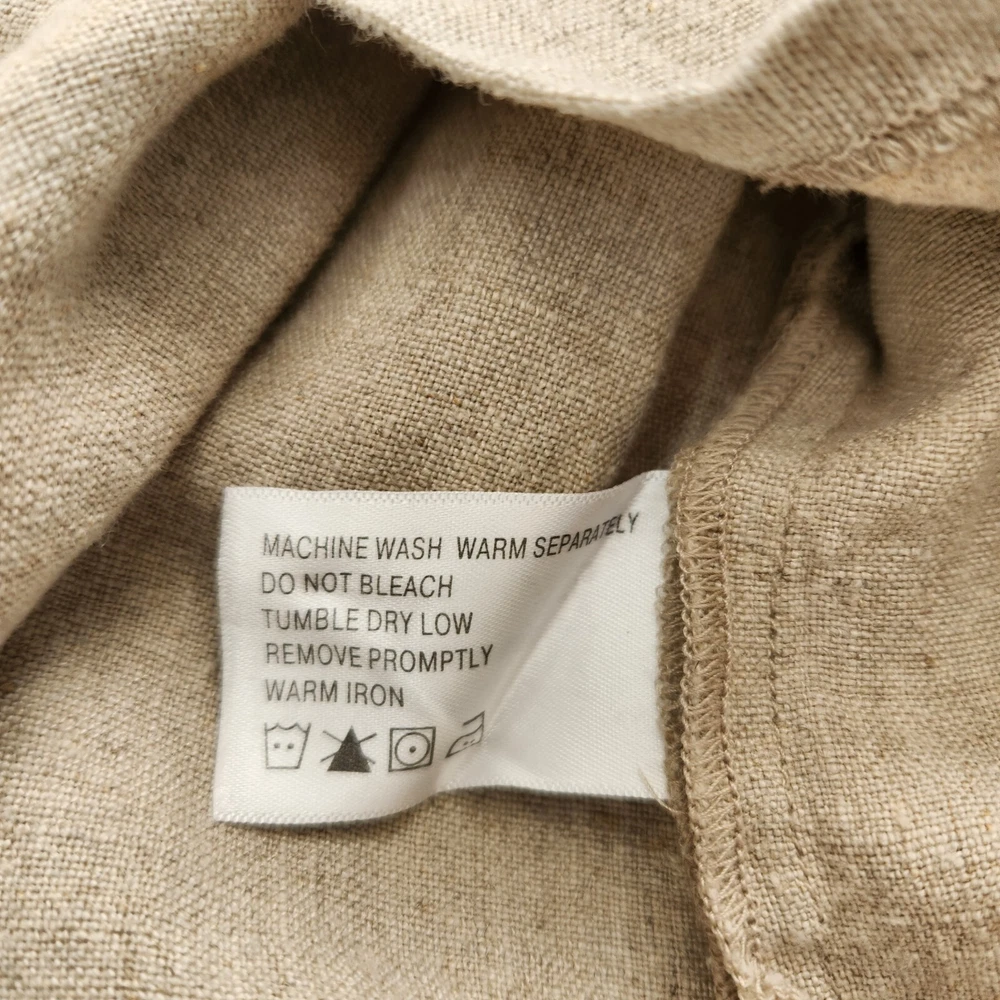 MACHINE WASH WARM SEPARATELY
DO NOT BLEACH
TUMBLE DRY LOW
REMOVE PROMPTLY
WARM IRON